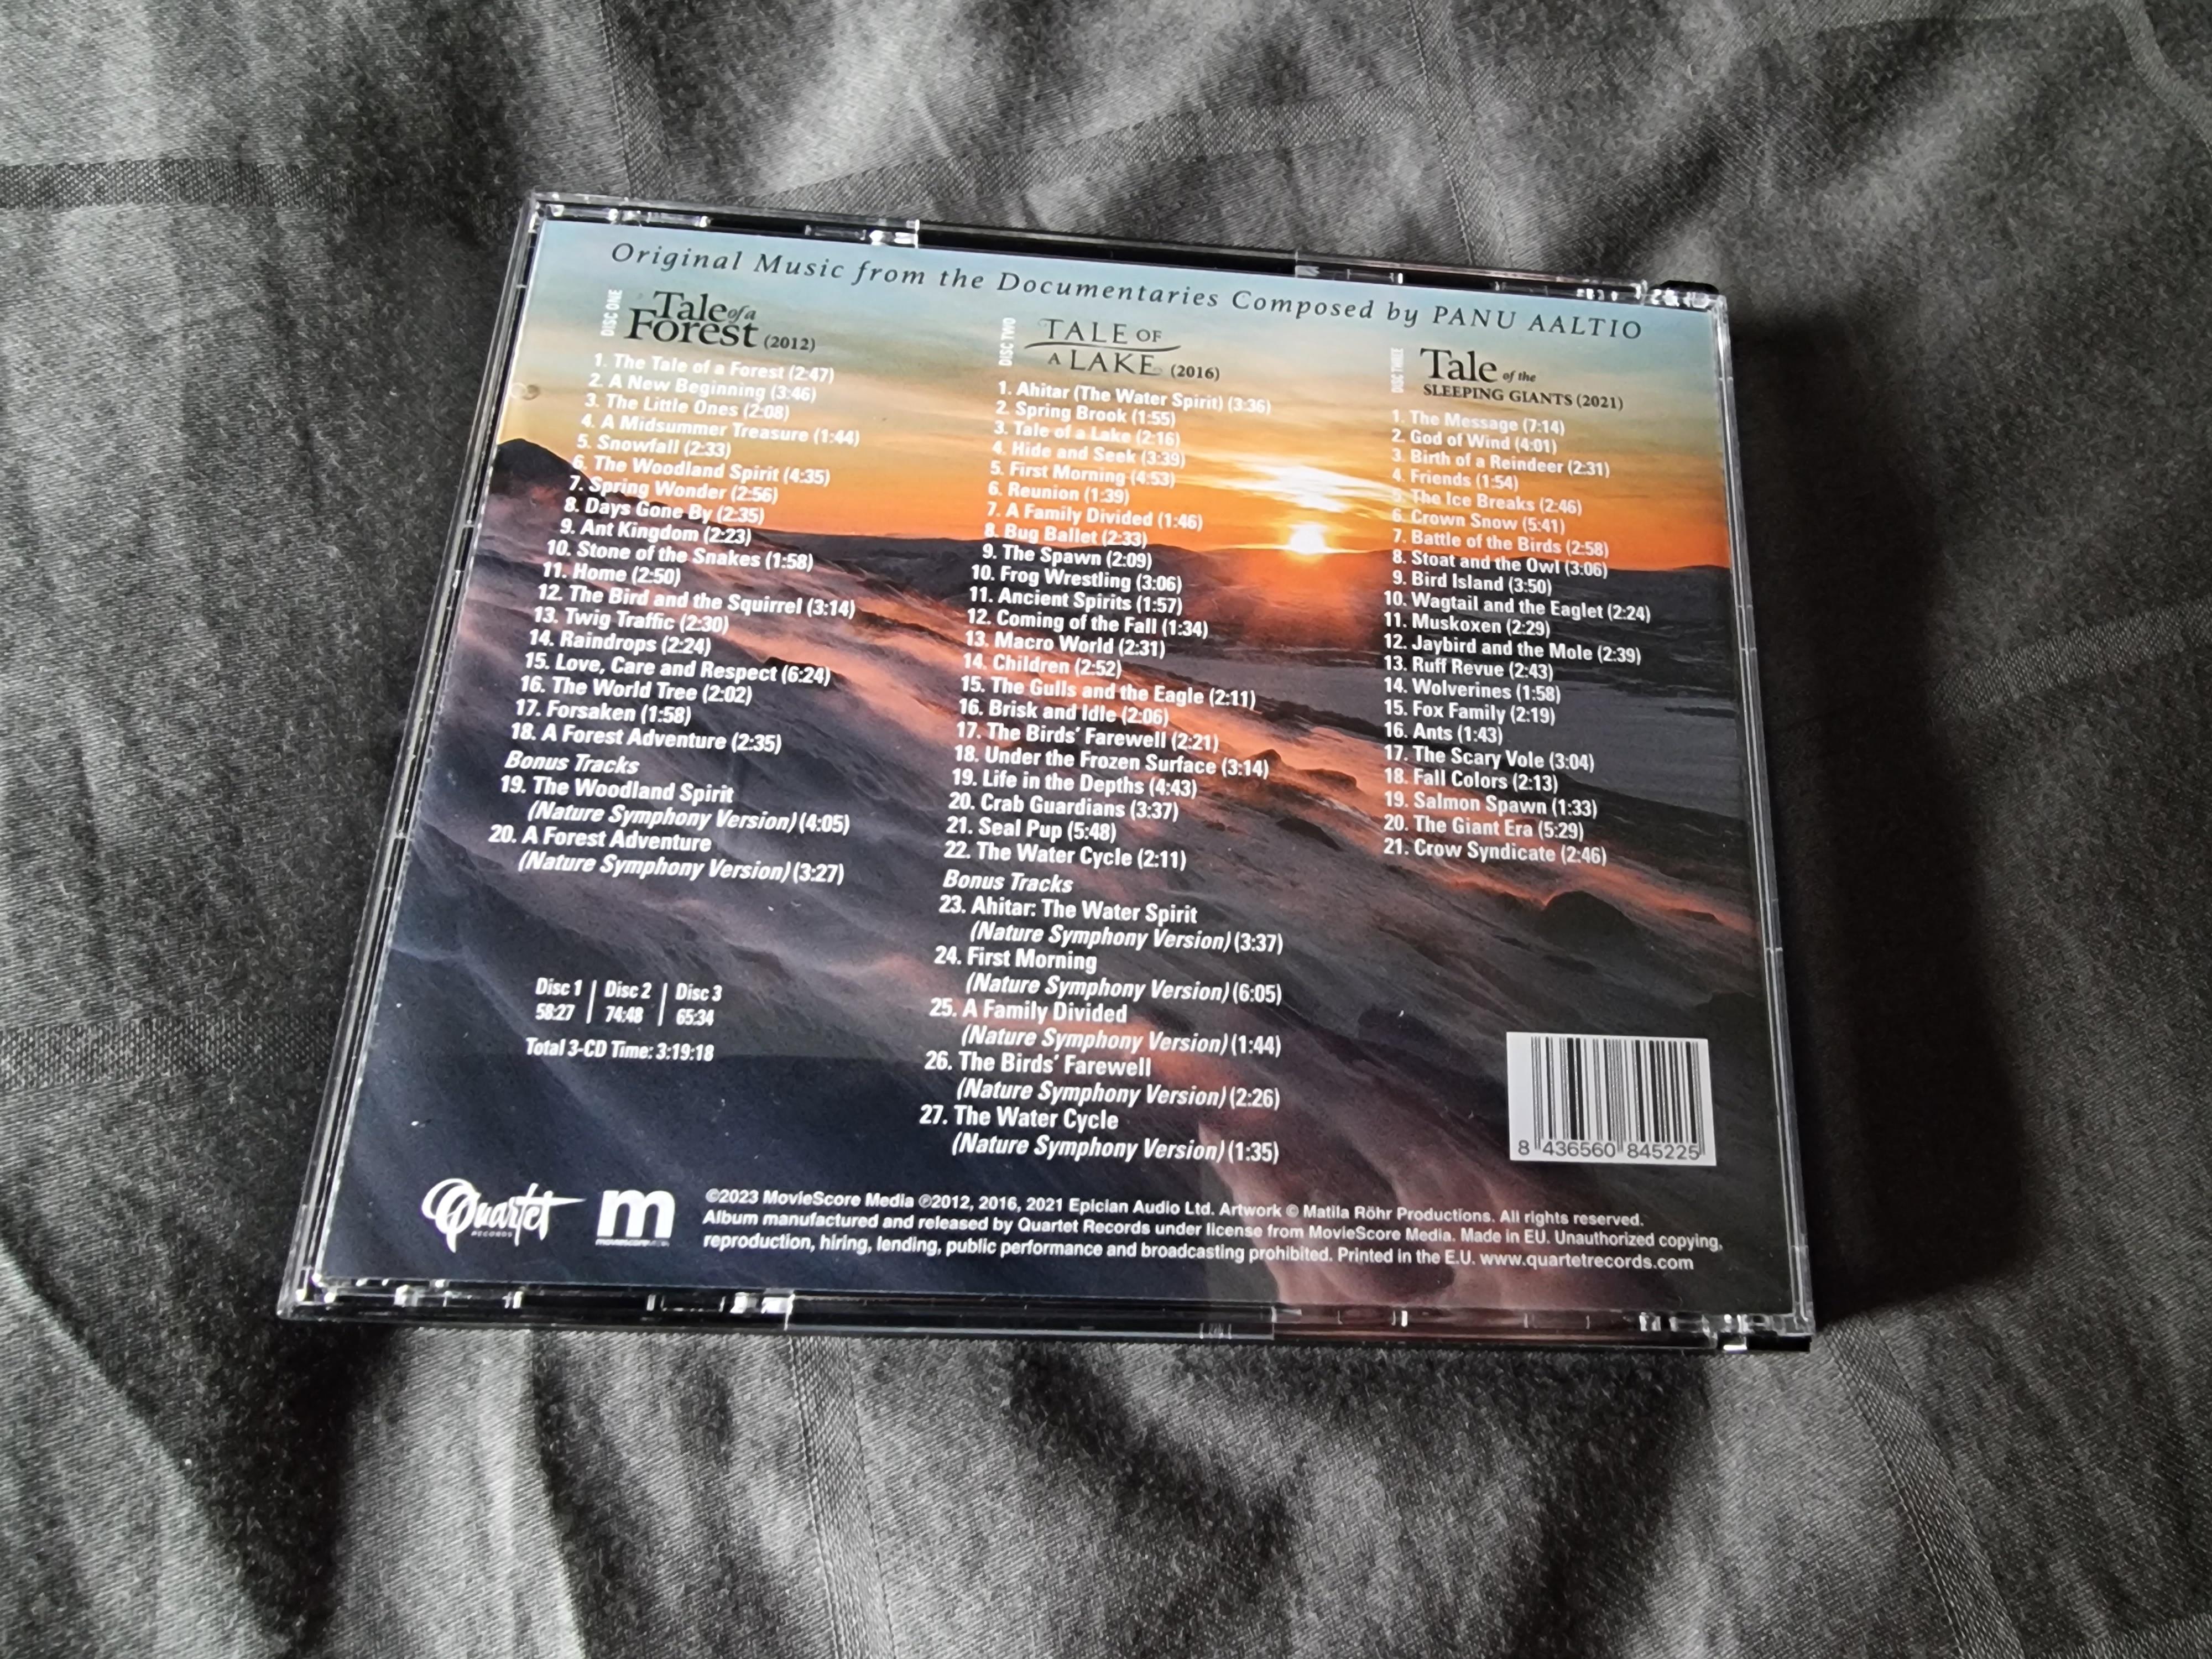 Original Music from the Documentaries Composed by PANU AALTIO
DISC ONE
Tale of a
Forest (2012)
1. The Tale of a Forest (2:47)
2. A New Beginning (3:46)
3. The Little Ones (2:08)
4. A Midsummer Treasure (1:44)
5. Snowfall (2:33)
6. The Woodland Spirit (4:35)
7. Spring Wonder (2:56)
8. Days Gone By (2:35)
9. Ant Kingdom (2:23)
10. Stone of the Snakes (1:58)
11. Home (2:50)
12. The Bird and the Squirrel (3:14)
13. Twig Traffic (2:30)
14. Raindrops (2:24)
15. Love, Care and Respect (6:24)
16. The World Tree (2:02)
17. Forsaken (1:58)
18. A Forest Adventure (2:35)
Bonus Tracks
19. The Woodland Spirit
(Nature Symphony Version) (4:05)
20. A Forest Adventure
(Nature Symphony Version) (3:27)
DISC TWO
TALE OF
A LAKE (2016)
1. Ahitar (The Water Spirit) (3:36)
2. Spring Brook (1:55)
3. Tale of a Lake (2:16)
4. Hide and Seek (3:39)
5. First Morning (4:53)
6. Reunion (1:39)
7. A Family Divided (1:46)
8. Bug Ballet (2:33)
9. The Spawn (2:09)
10. Frog Wrestling (3:06)
11. Ancient Spirits (1:57)
12. Coming of the Fall (1:34)
13. Macro World (2:31)
14. Children (2:52)
15. The Gulls and the Eagle (2:11)
16. Brisk and Idle (2:06)
17. The Birds' Farewell (2:21)
18. Under the Frozen Surface (3:14)
19. Life in the Depths (4:43)
20. Crab Guardians (3:37)
21. Seal Pup (5:48)
22. The Water Cycle (2:11)
Bonus Tracks
23. Ahitar: The Water Spirit
(Nature Symphony Version) (3:37)
24. First Morning
(Nature Symphony Version) (6:05)
25. A Family Divided
(Nature Symphony Version) (1:44)
26. The Birds' Farewell
(Nature Symphony Version) (2:26)
27. The Water Cycle
(Nature Symphony Version) (1:35)
DISC THREE
Tale of the
SLEEPING GIANTS (2021)
1. The Message (7:14)
2. God of Wind (4:01)
3. Birth of a Reindeer (2:31)
4. Friends (1:54)
5. The Ice Breaks (2:46)
6. Crown Snow (5:41)
7. Battle of the Birds (2:58)
8. Stoat and the Owl (3:06)
9. Bird Island (3:50)
10. Wagtail and the Eaglet (2:24)
11. Muskoxen (2:29)
12. Jaybird and the Mole (2:39)
13. Ruff Revue (2:43)
14. Wolverines (1:58)
15. Fox Family (2:19)
16. Ants (1:43)
17. The Scary Vole (3:04)
18. Fall Colors (2:13)
19. Salmon Spawn (1:33)
20. The Giant Era (5:29)
21. Crow Syndicate (2:46)
Disc 1 | Disc 2 | Disc 3
58:27 | 74:48 | 65:34
Total 3-CD Time: 3:19:18
8 436560 845225
Quartet
RECORDS
m
MOVIESCOREMEDIA
©2023 MovieScore Media ℗2012, 2016, 2021 Epician Audio Ltd. Artwork © Matila Röhr Productions. All rights reserved.
Album manufactured and released by Quartet Records under license from MovieScore Media. Made in EU. Unauthorized copying,
reproduction, hiring, lending, public performance and broadcasting prohibited. Printed in the E.U. www.quartetrecords.com